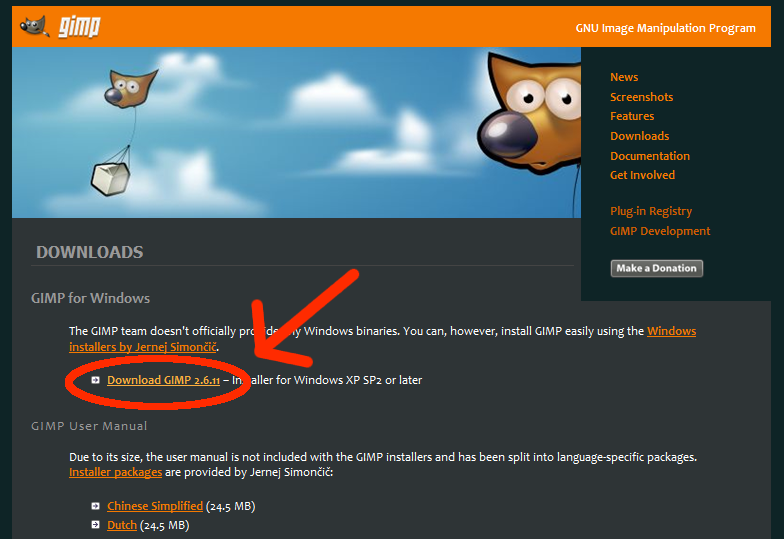 gimp
GNU Image Manipulation Program
News
Screenshots
Features
Downloads
Documentation
Get Involved
Plug-in Registry
GIMP Development
Make a Donation
DOWNLOADS
GIMP for Windows
The GIMP team doesn't officially provide any Windows binaries. You can, however, install GIMP easily using the Windows
installers by Jernej Simončič.
Download GIMP 2.6.11 – Installer for Windows XP SP2 or later
GIMP User Manual
Due to its size, the user manual is not included with the GIMP installers and has been split into language-specific packages.
Installer packages are provided by Jernej Simončič:
Chinese Simplified (24.5 MB)
Dutch (24.5 MB)